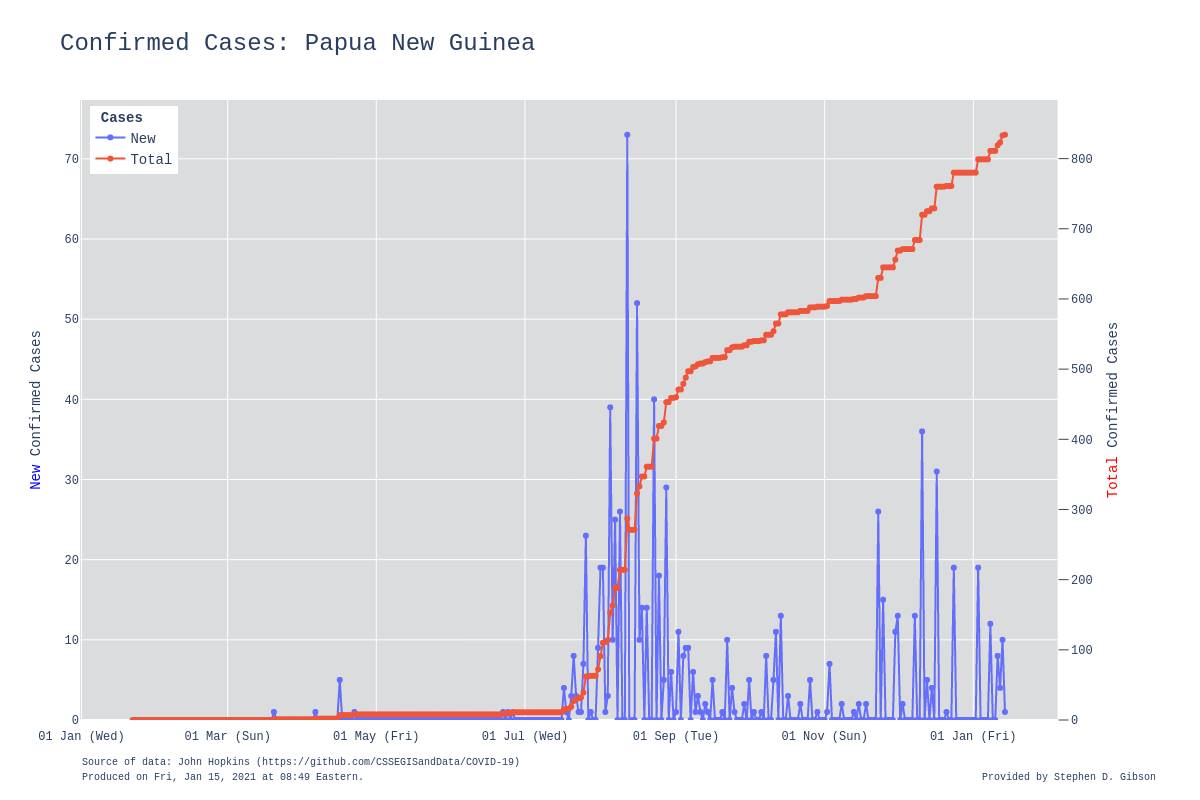 Confirmed Cases: Papua New Guinea
Cases
New
Total
70
60
50
40
30
20
10
0
New Confirmed Cases
800
700
600
500
400
300
200
100
0
Total Confirmed Cases
01 Jan (Wed)
01 Mar (Sun)
01 May (Fri)
01 Jul (Wed)
01 Sep (Tue)
01 Nov (Sun)
01 Jan (Fri)
Source of data: John Hopkins (https://github.com/CSSEGISandData/COVID-19)
Produced on Fri, Jan 15, 2021 at 08:49 Eastern.
Provided by Stephen D. Gibson